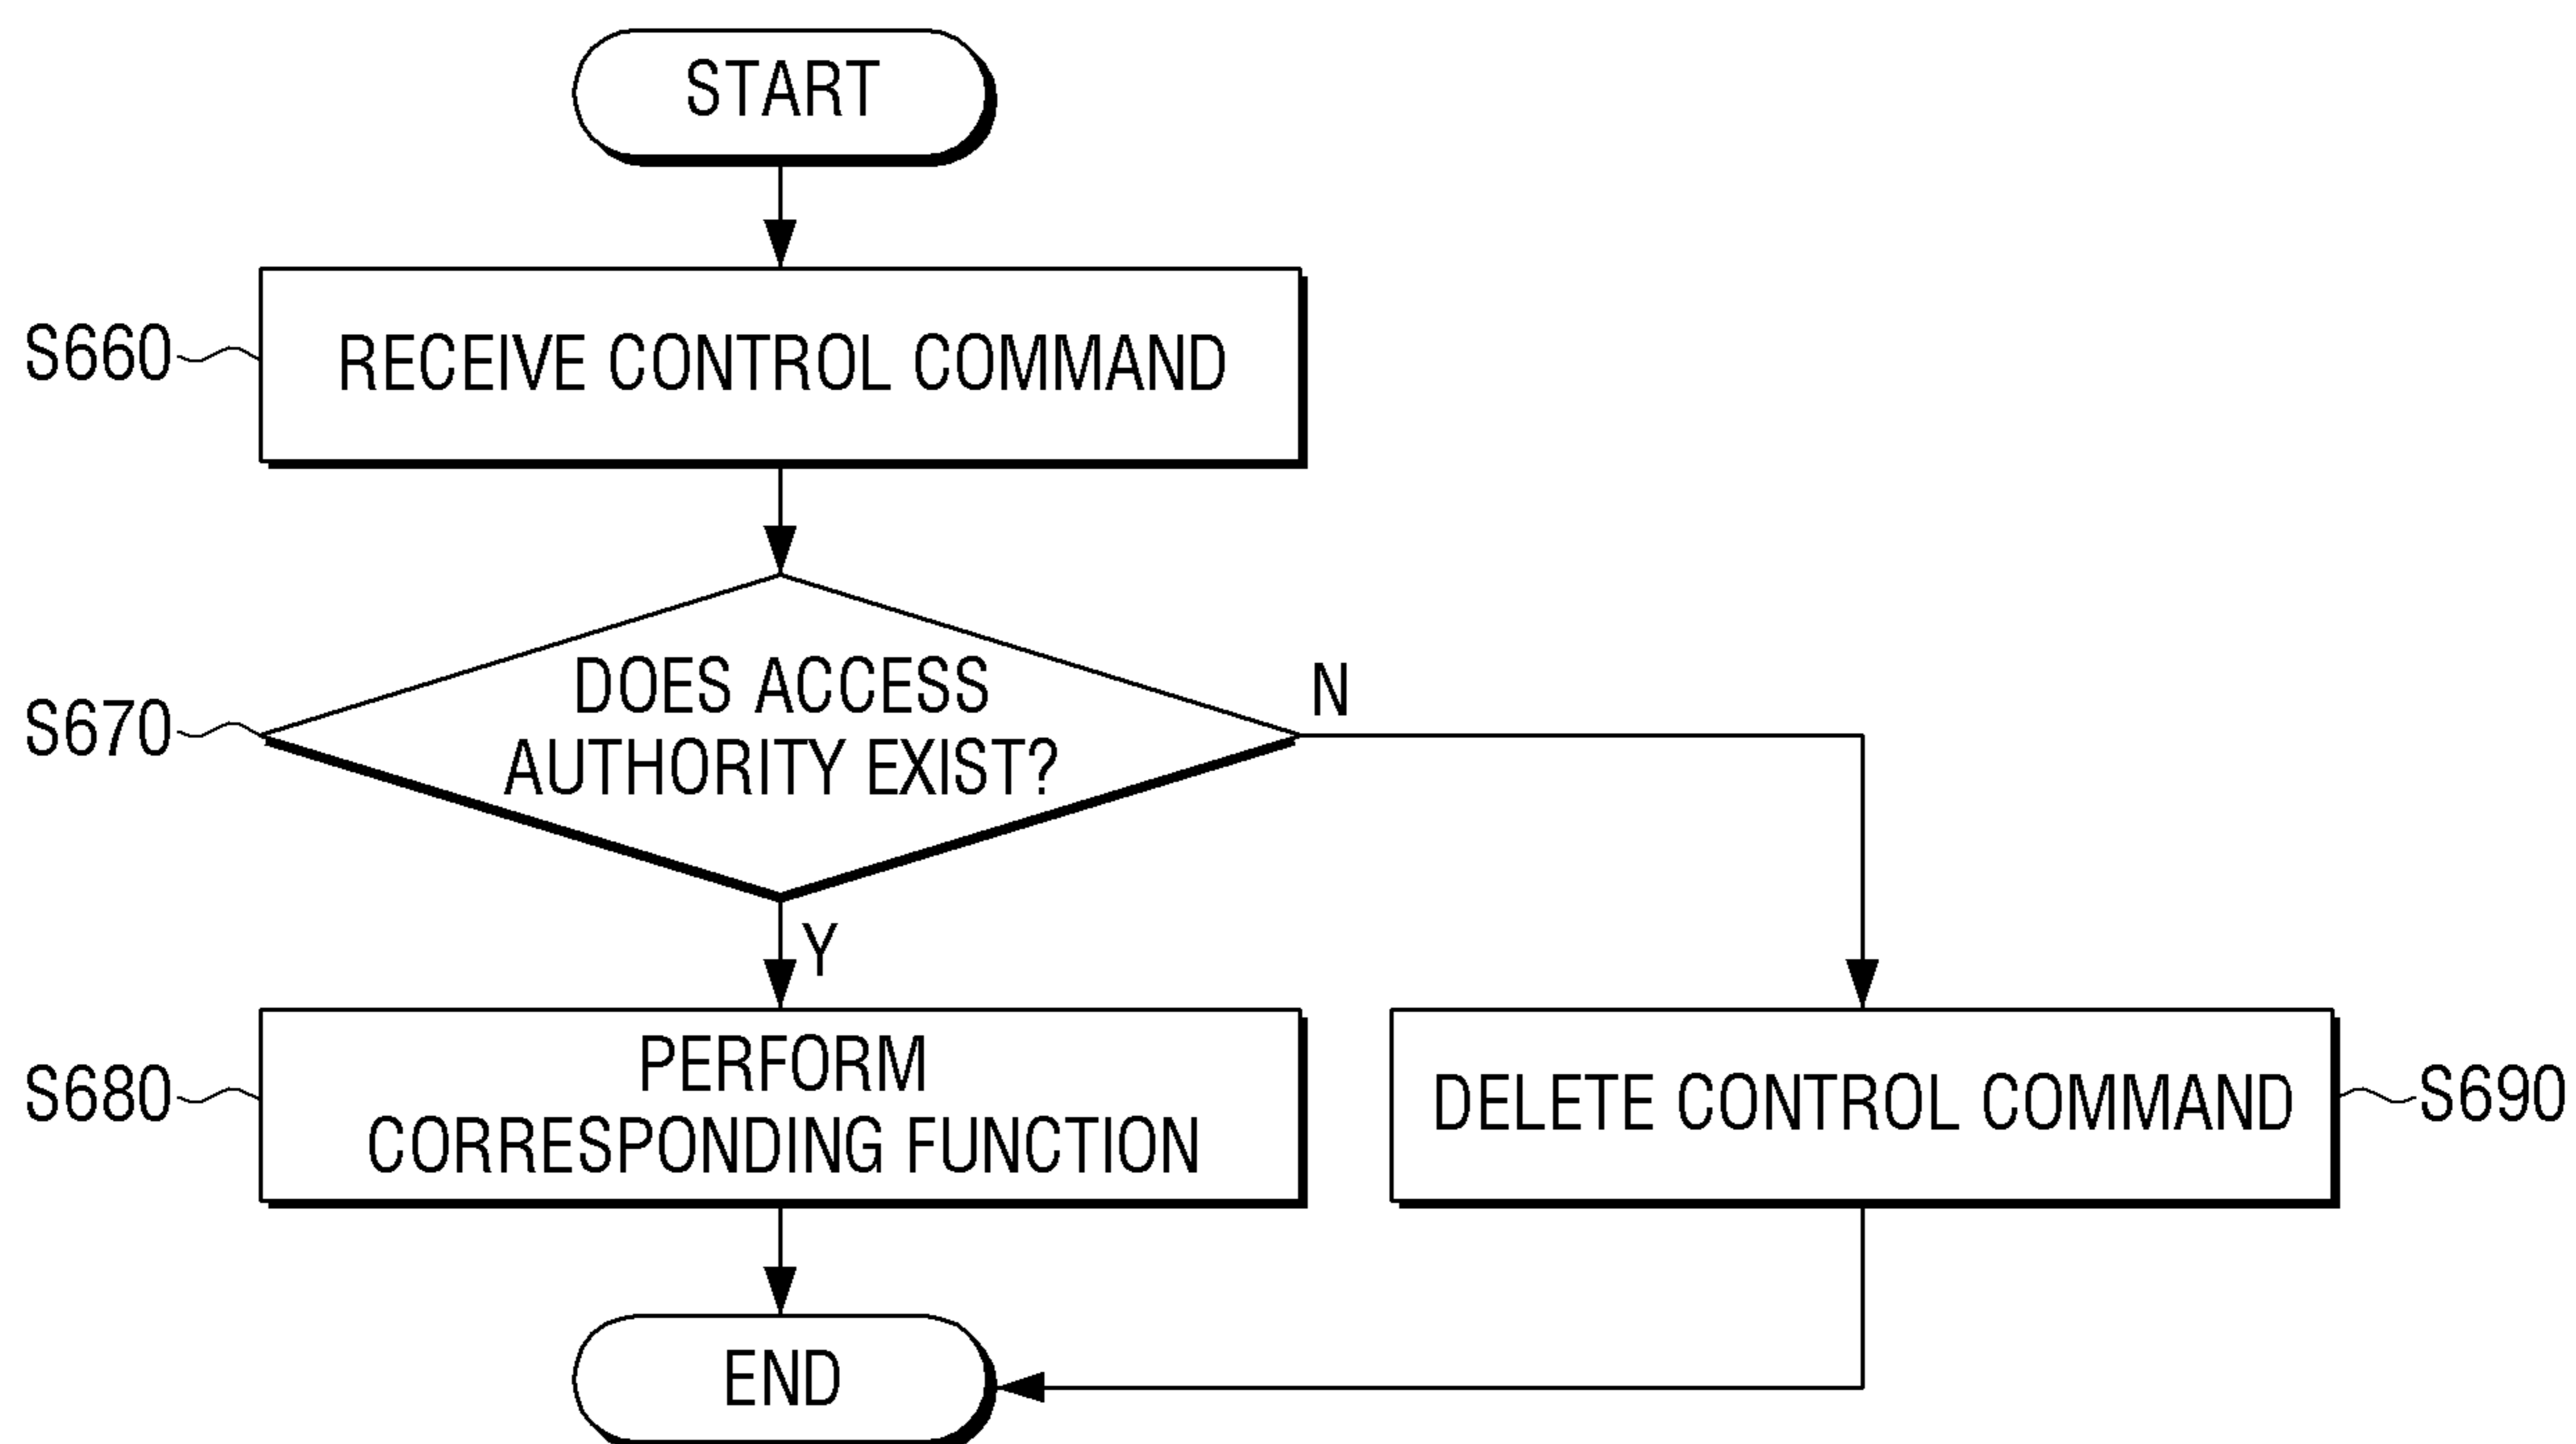 START
S660
RECEIVE CONTROL COMMAND
S670
DOES ACCESS
AUTHORITY EXIST?
N
Y
S680
PERFORM
CORRESPONDING FUNCTION
DELETE CONTROL COMMAND
S690
END